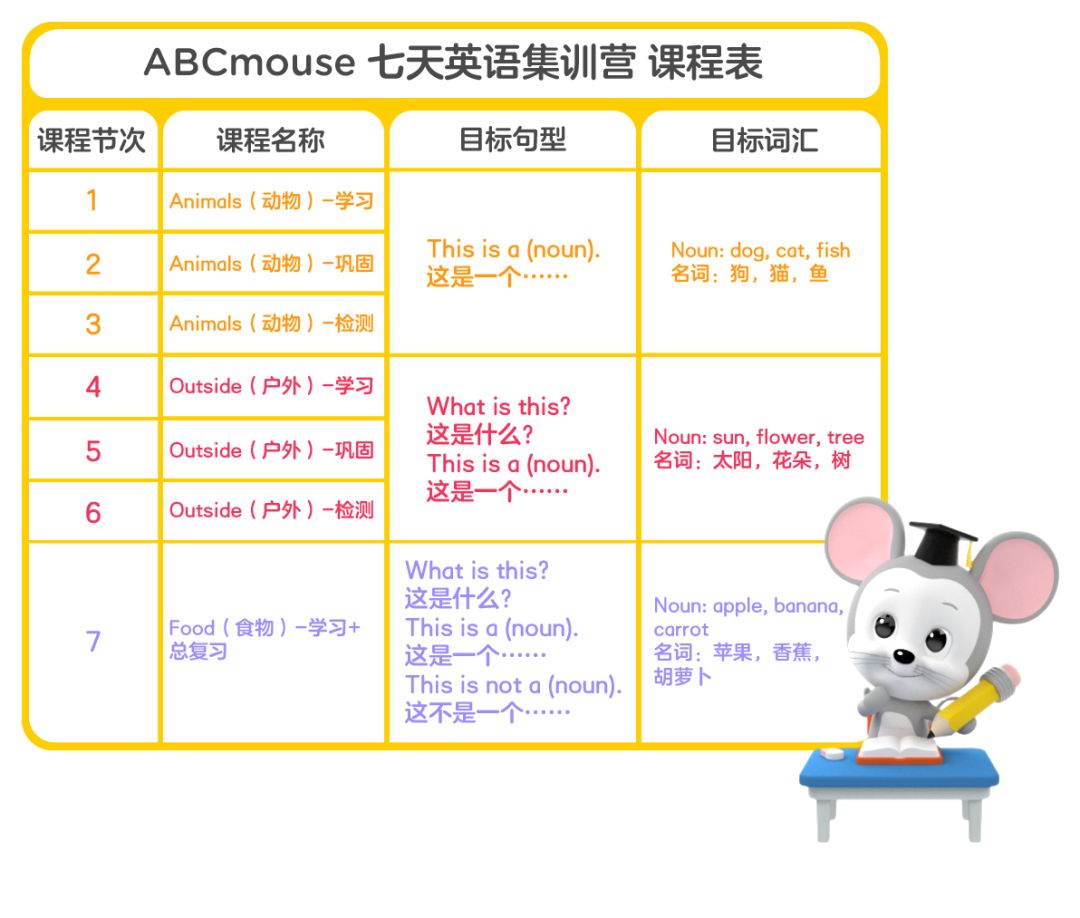 ABCmouse 七天英语集训营 课程表
课程节次 课程名称 目标句型 目标词汇
1 Animals（动物）-学习
2 Animals（动物）-巩固
3 Animals（动物）-检测
This is a (noun).
这是一个……
Noun: dog, cat, fish
名词：狗，猫，鱼
4 Outside（户外）-学习
5 Outside（户外）-巩固
6 Outside（户外）-检测
What is this?
这是什么?
This is a (noun).
这是一个……
Noun: sun, flower, tree
名词：太阳，花朵，树
7
Food（食物）-学习+
总复习
What is this?
这是什么?
This is a (noun).
这是一个……
This is not a (noun).
这不是一个……
Noun: apple, banana,
carrot
名词：苹果，香蕉，
胡萝卜